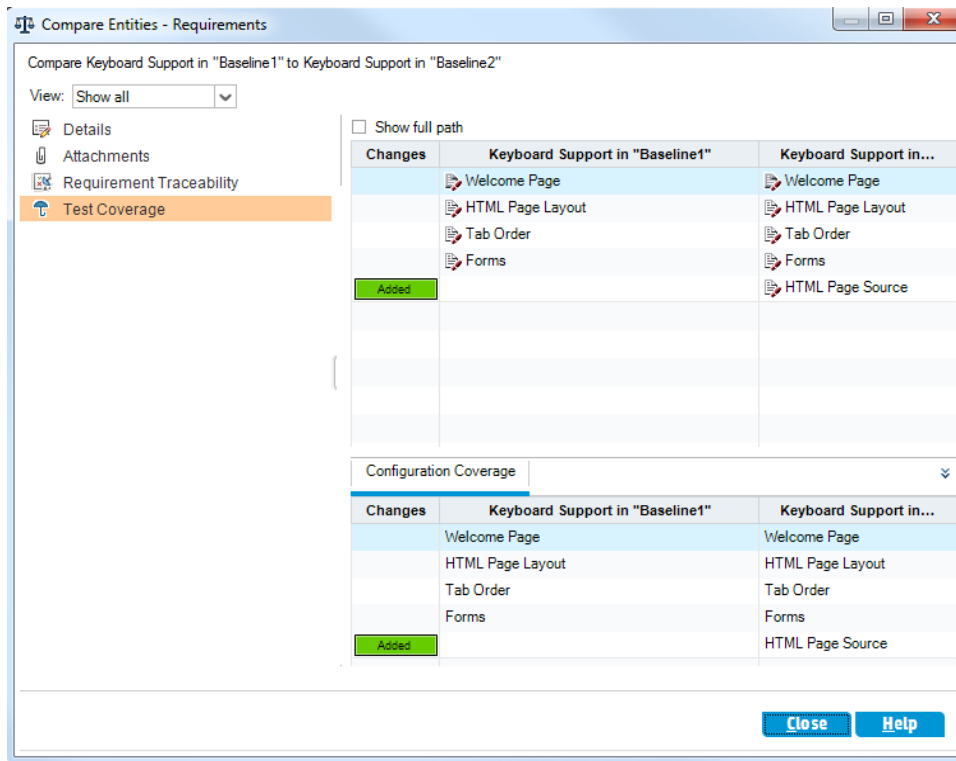 Compare Entities - Requirements
Compare Keyboard Support in "Baseline1" to Keyboard Support in "Baseline2"
View: Show all
Details
Attachments
Requirement Traceability
Test Coverage
Show full path
Changes Keyboard Support in "Baseline1" Keyboard Support in...
Welcome Page Welcome Page
HTML Page Layout HTML Page Layout
Tab Order Tab Order
Forms Forms
Added HTML Page Source
Configuration Coverage
Changes Keyboard Support in "Baseline1" Keyboard Support in...
Welcome Page Welcome Page
HTML Page Layout HTML Page Layout
Tab Order Tab Order
Forms Forms
Added HTML Page Source
Close Help